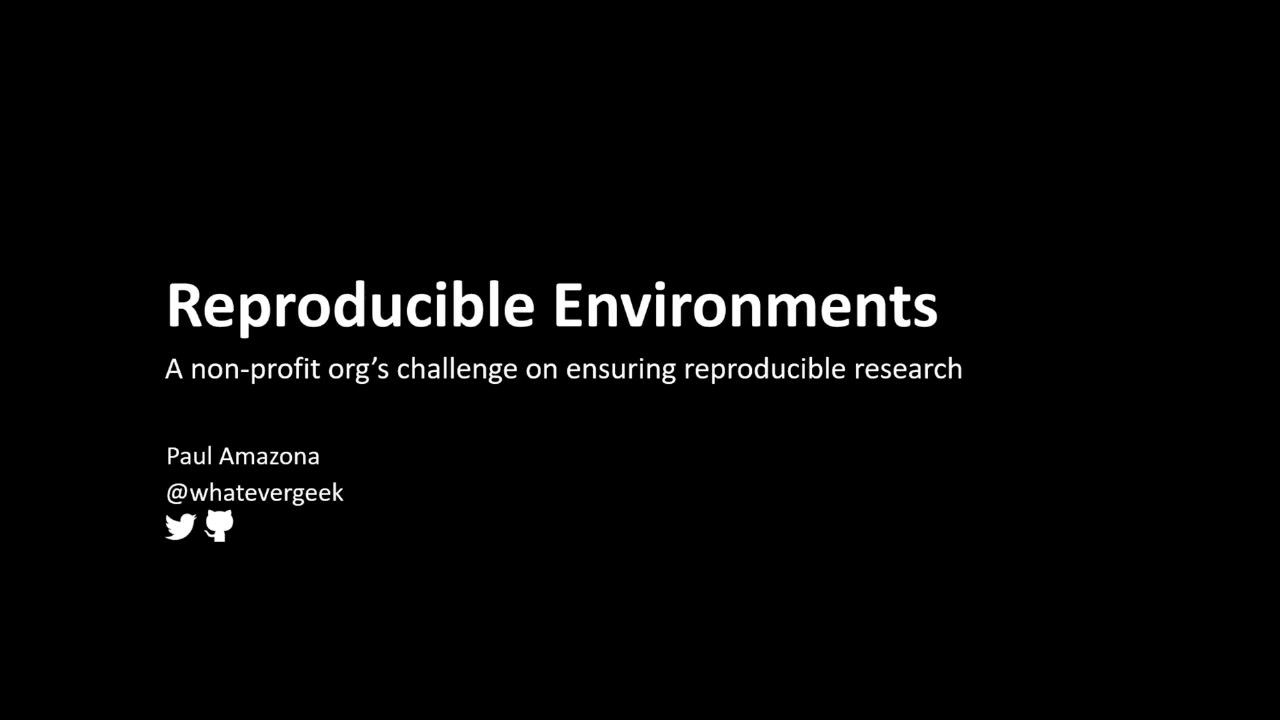 Reproducible Environments
A non-profit org’s challenge on ensuring reproducible research
Paul Amazona
@whatevergeek